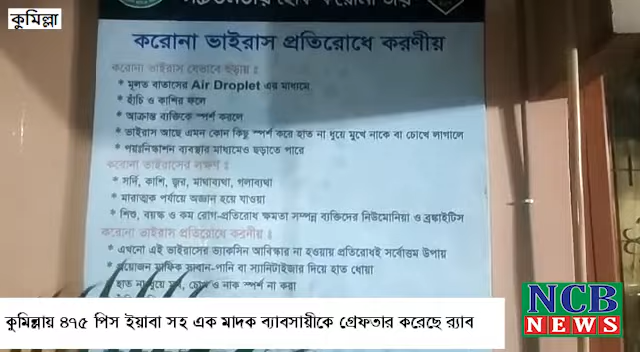 কুমিল্লা
করোনা ভাইরাস প্রতিরোধে করণীয়
করোনা ভাইরাস যেভাবে ছড়ায় ঃ
* মূলত বাতাসের Air Droplet এর মাধ্যমে
* হাঁচি ও কাশির ফলে
* আক্রান্ত ব্যক্তিকে স্পর্শ করলে
* ভাইরাস আছে এমন কোন কিছু স্পর্শ করে হাত না ধুয়ে মুখে নাকে বা চোখে লাগালে
* পয়ঃনিষ্কাশন ব্যবস্থার মাধ্যমেও ছড়াতে পারে
করোনা ভাইরাসের লক্ষণ ঃ
* সর্দি, কাশি, জ্বর, মাথাব্যথা, গলাব্যথা
* মারাত্মক পর্যায়ে অজ্ঞান হয়ে যাওয়া
* শিশু, বয়স্ক ও কম রোগ-প্রতিরোধ ক্ষমতা সম্পন্ন ব্যক্তিদের নিউমোনিয়া ও ব্রঙ্কাইটিস
করোনা ভাইরাস প্রতিরোধে করণীয় ঃ
* এখনো এই ভাইরাসের ভ্যাকসিন আবিষ্কার না হওয়ায় প্রতিরোধই সর্বোত্তম উপায়
* প্রয়োজন মাফিক সাবান-পানি বা স্যানিটাইজার দিয়ে হাত ধোয়া
হাত না ধুয়ে মুখ, চোখ ও নাক স্পর্শ না করা
কুমিল্লায় ৪৭৫ পিস ইয়াবা সহ এক মাদক ব্যাবসায়ীকে গ্রেফতার করেছে র‍্যাব
NCB
NEWS